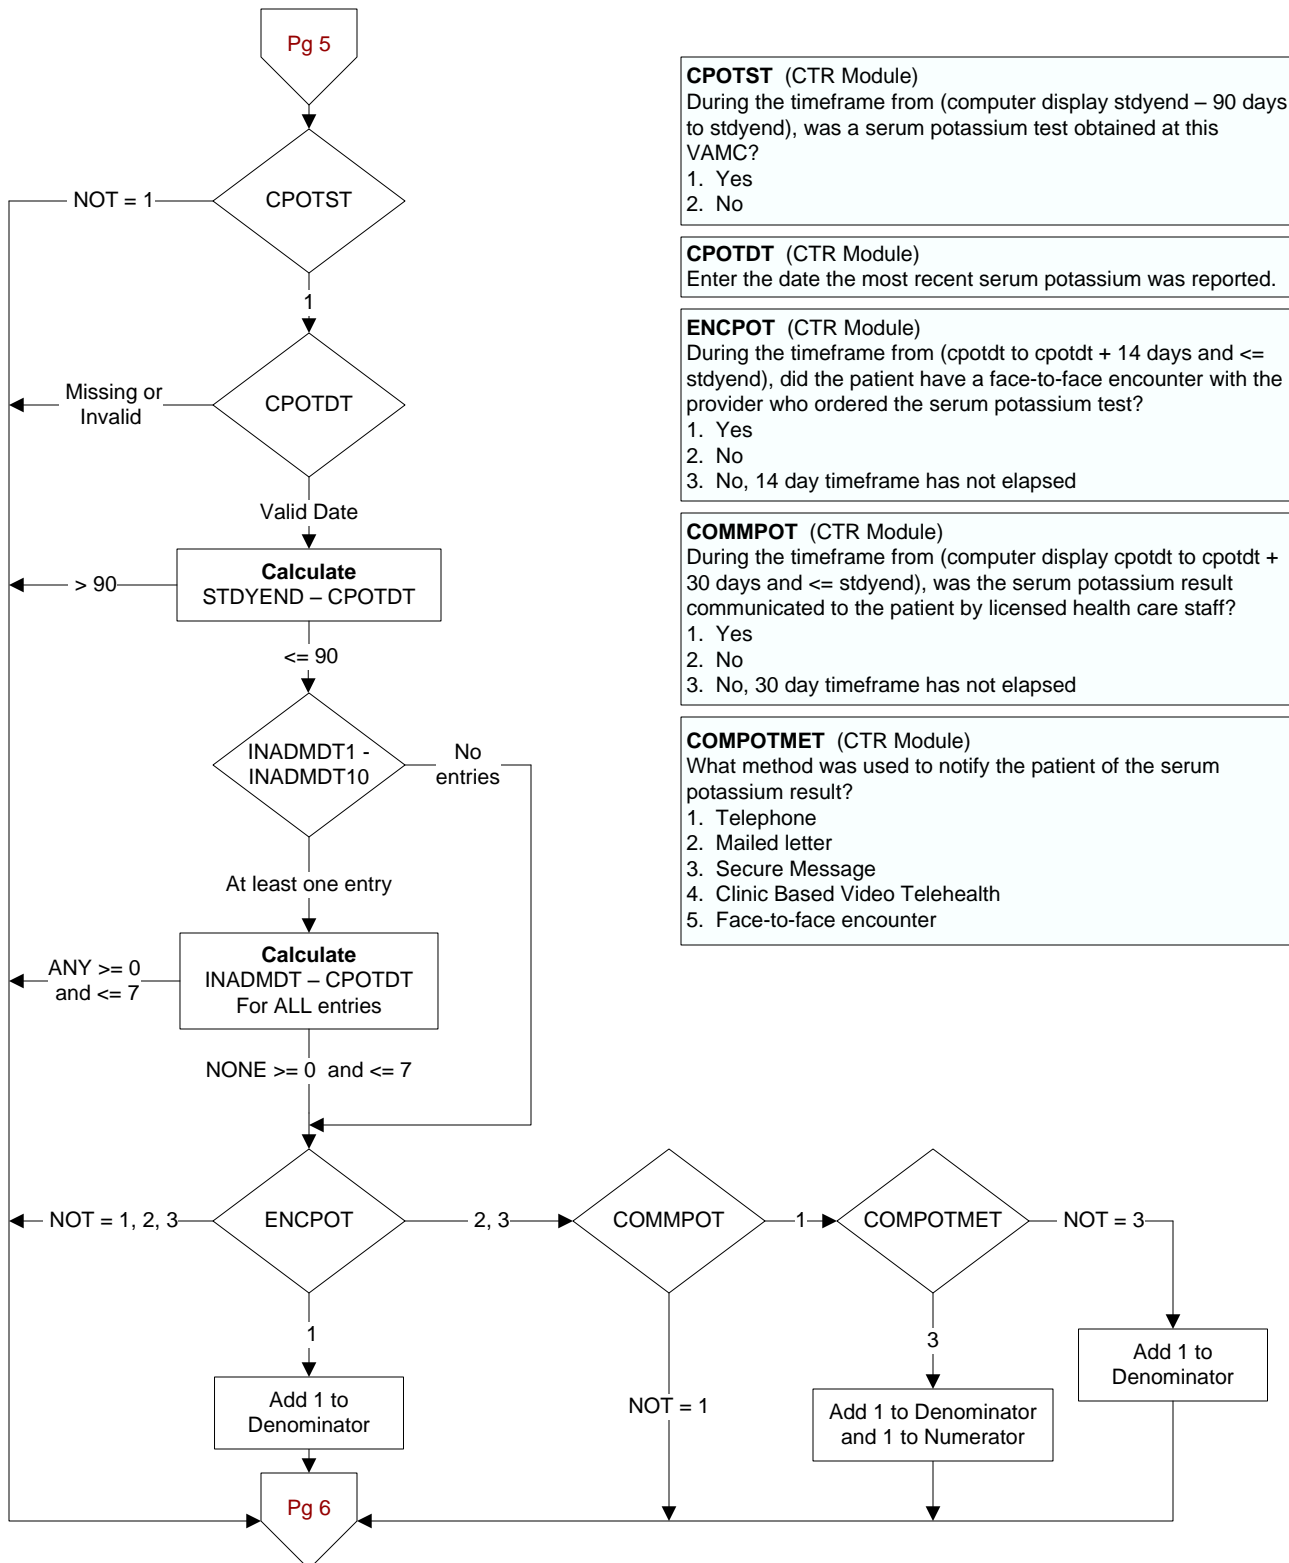 Pg 5
CPOTST
NOT = 1
1
CPOTDT
Missing or
Invalid
Valid Date
Calculate
STDYEND – CPOTDT
> 90
<= 90
INADMDT1 -
INADMDT10
No
entries
At least one entry
Calculate
INADMDT – CPOTDT
For ALL entries
ANY >= 0
and <= 7
NONE >= 0 and <= 7
NOT = 1, 2, 3
ENCPOT
2, 3
COMMPOT
1
COMPOTMET
NOT = 3
1
NOT = 1
3
Add 1 to
Denominator
Add 1 to Denominator
and 1 to Numerator
Add 1 to
Denominator
Pg 6
CPOTST (CTR Module)
During the timeframe from (computer display stdyend – 90 days
to stdyend), was a serum potassium test obtained at this
VAMC?
1. Yes
2. No
CPOTDT (CTR Module)
Enter the date the most recent serum potassium was reported.
ENCPOT (CTR Module)
During the timeframe from (cpotdt to cpotdt + 14 days and <=
stdyend), did the patient have a face-to-face encounter with the
provider who ordered the serum potassium test?
1. Yes
2. No
3. No, 14 day timeframe has not elapsed
COMMPOT (CTR Module)
During the timeframe from (computer display cpotdt to cpotdt +
30 days and <= stdyend), was the serum potassium result
communicated to the patient by licensed health care staff?
1. Yes
2. No
3. No, 30 day timeframe has not elapsed
COMPOTMET (CTR Module)
What method was used to notify the patient of the serum
potassium result?
1. Telephone
2. Mailed letter
3. Secure Message
4. Clinic Based Video Telehealth
5. Face-to-face encounter